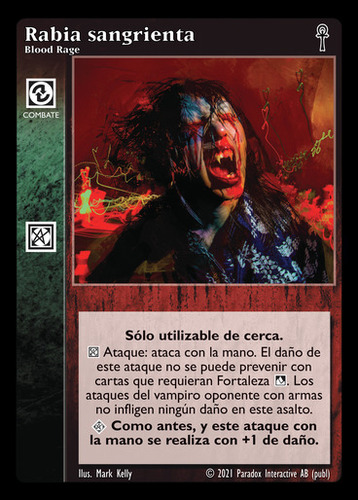 Rabia sangrienta
Blood Rage
COMBATE
Sólo utilizable de cerca.
Ataque: ataca con la mano. El daño de
este ataque no se puede prevenir con
cartas que requieran Fortaleza . Los
ataques del vampiro oponente con armas
no infligen ningún daño en este asalto.
Como antes, y este ataque con
la mano se realiza con +1 de daño.
Ilus. Mark Kelly © 2021 Paradox Interactive AB (publ)